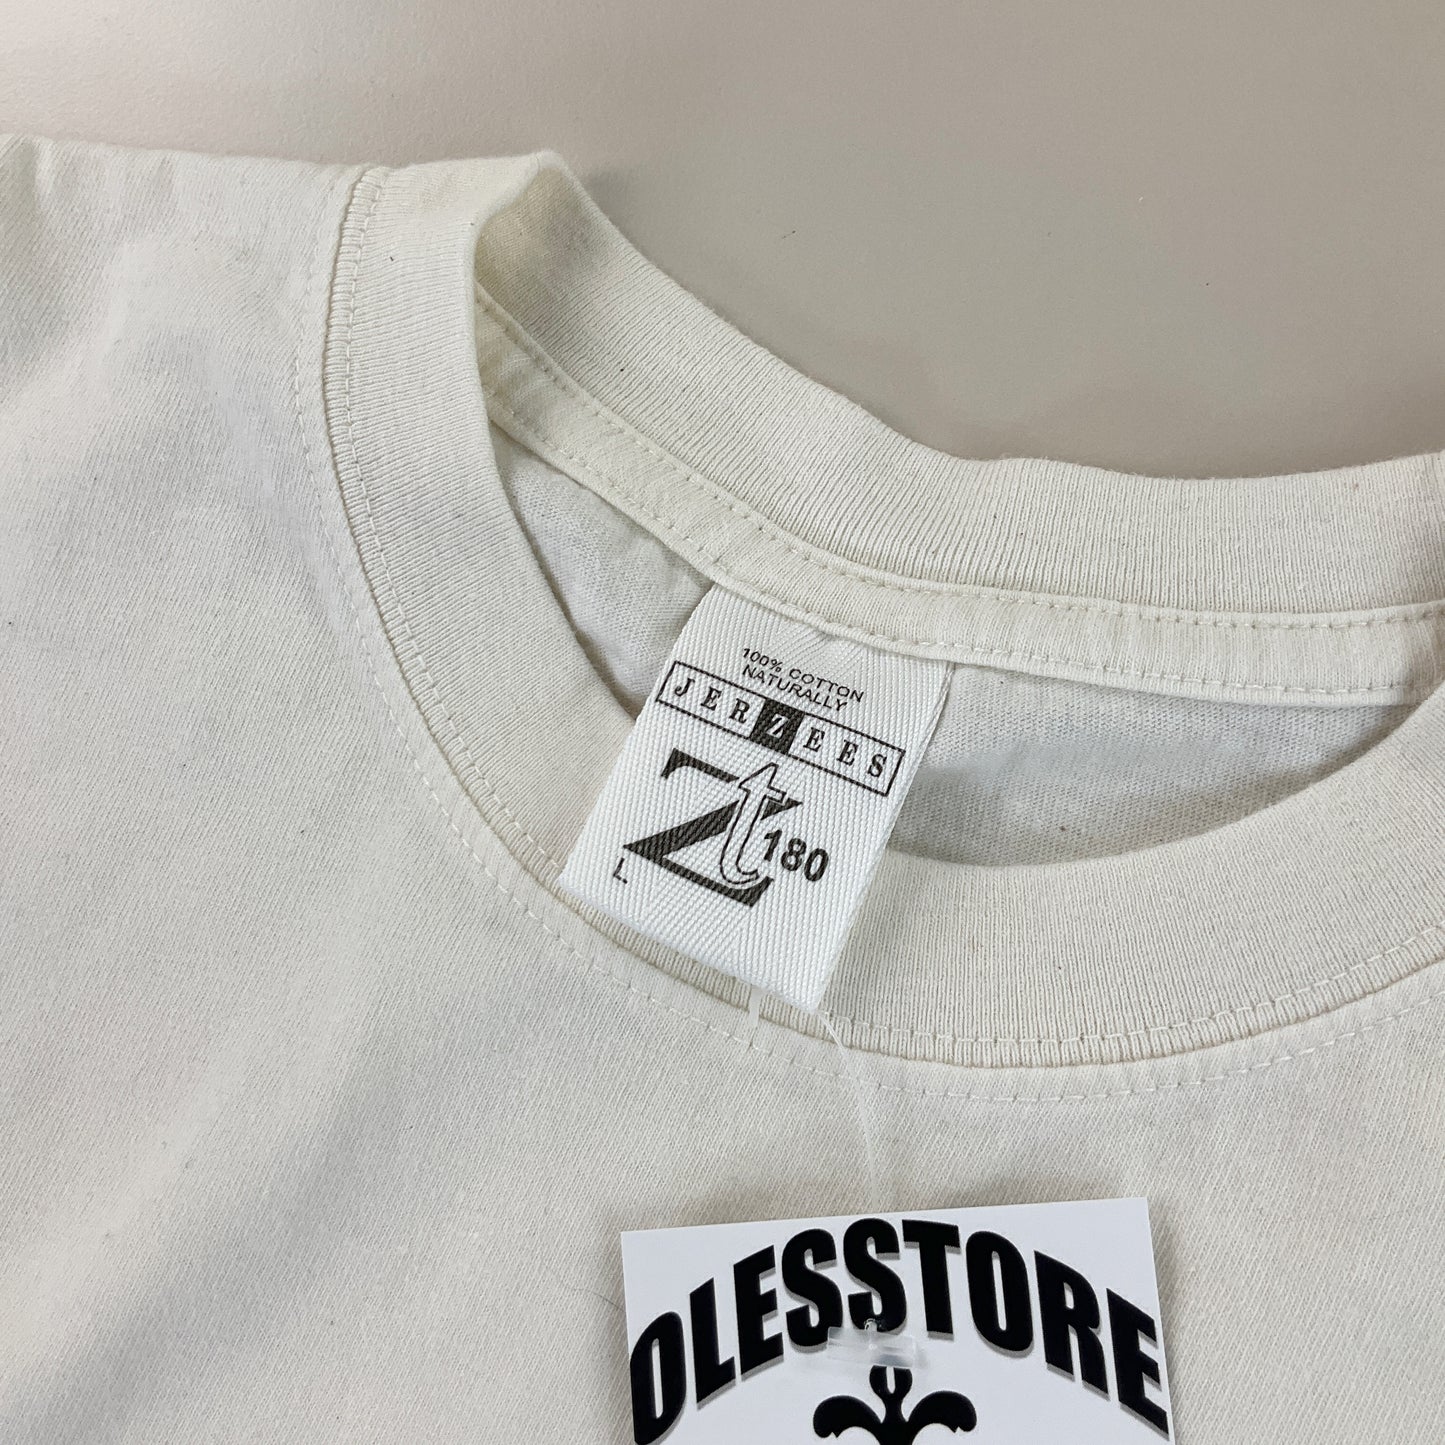 100% COTTON
NATURALLY
JERZEES
Zt 180
L.
OLESSTORE